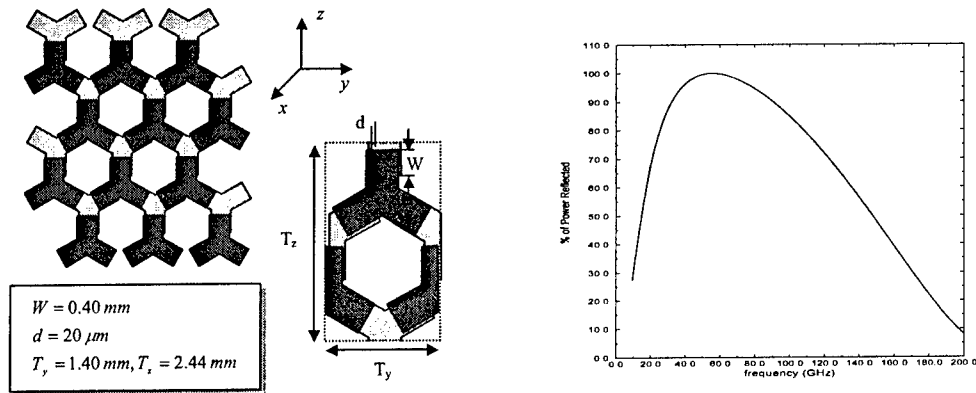 z
y
x
d
W
T_z
T_y
W = 0.40 mm
d = 20 μm
T_y = 1.40 mm, T_z = 2.44 mm
% of Power Reflected
110 0
100.0
90 0
80.0
70 0
60 0
50 0
40 0
30 0
20 0
10 0
0 0
0 0 20 0 40 0 60 0 80 0 100 0 120 0 140 0 160 0 180 0 200 0
frequency (GHz)